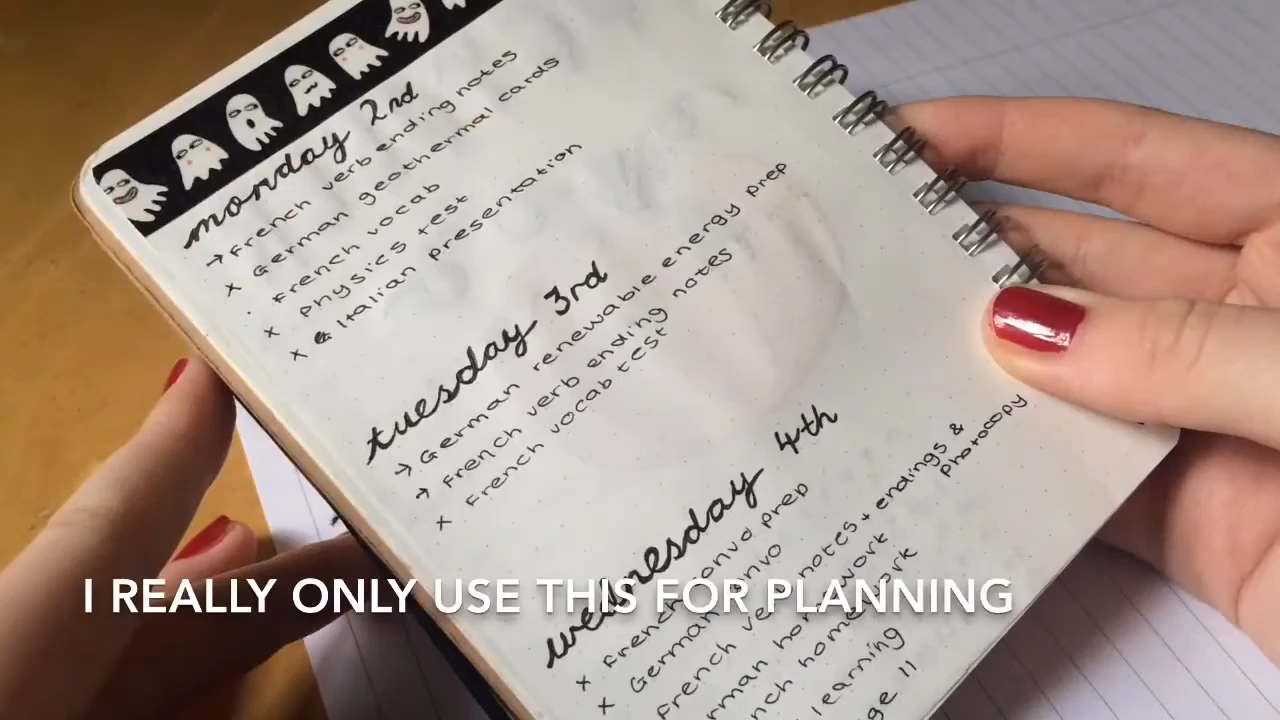 monday 2nd
→ French verb ending notes
x German geothermal cards
· French vocab
x Physics test
x Italian presentation
tuesday 3rd
→ German renewable energy prep
→ French verb ending notes
x French vocab test
wednesday 4th
x French convo prep
x German convo
French verb notes + endings &
photocopy
German homework
French homework
learning
11
I REALLY ONLY USE THIS FOR PLANNING